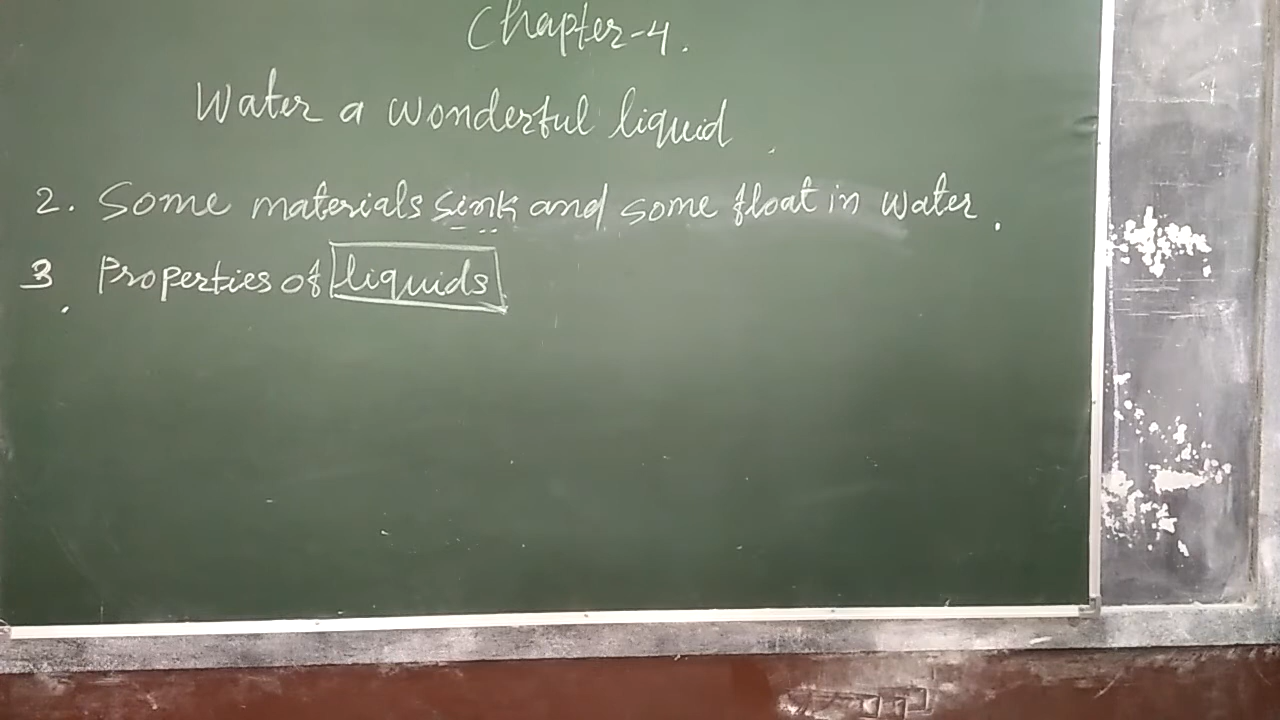 Chapter-4.
Water a wonderful liquid.
2. Some materials sink and some float in water.
3. Properties of liquids